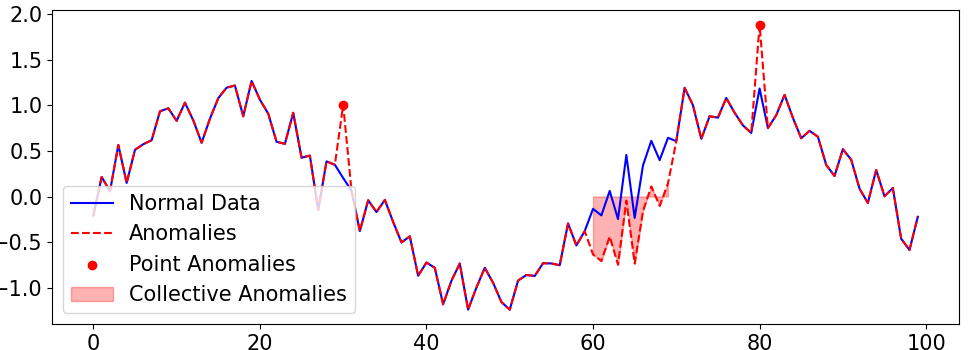 2.0
1.5
1.0
0.5
0.0
−0.5
−1.0
Normal Data
Anomalies
Point Anomalies
Collective Anomalies
0 20 40 60 80 100